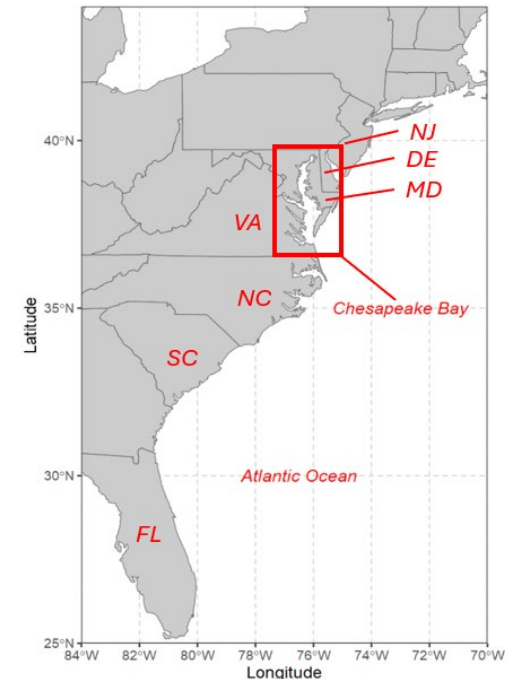 40°N
NJ
DE
MD
VA
NC
Chesapeake Bay
35°N
Latitude
SC
30°N
Atlantic Ocean
FL
25°N
84°W 82°W 80°W 78°W 76°W 74°W 72°W 70°W
Longitude